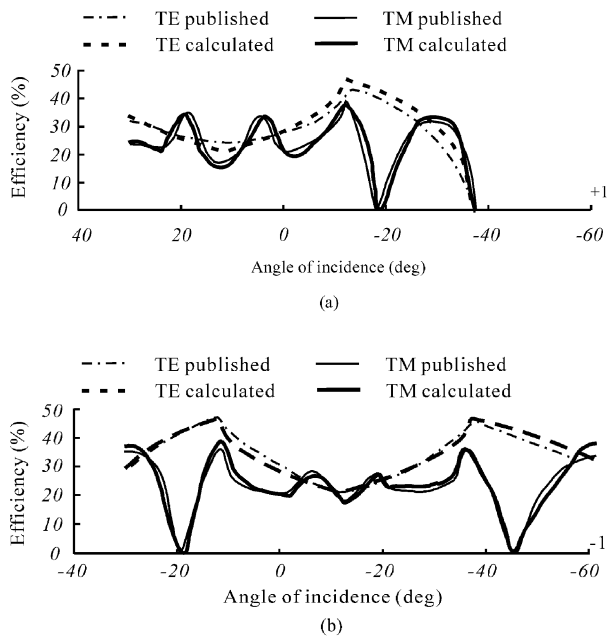 TE published
TM published
TE calculated
TM calculated
Efficiency (%)
50
40
30
20
10
0
+1
40 20 0 -20 -40 -60
Angle of incidence (deg)
(a)
TE published
TM published
TE calculated
TM calculated
Efficiency (%)
50
40
30
20
10
0
-1
-40 -20 0 -20 -40 -60
Angle of incidence (deg)
(b)